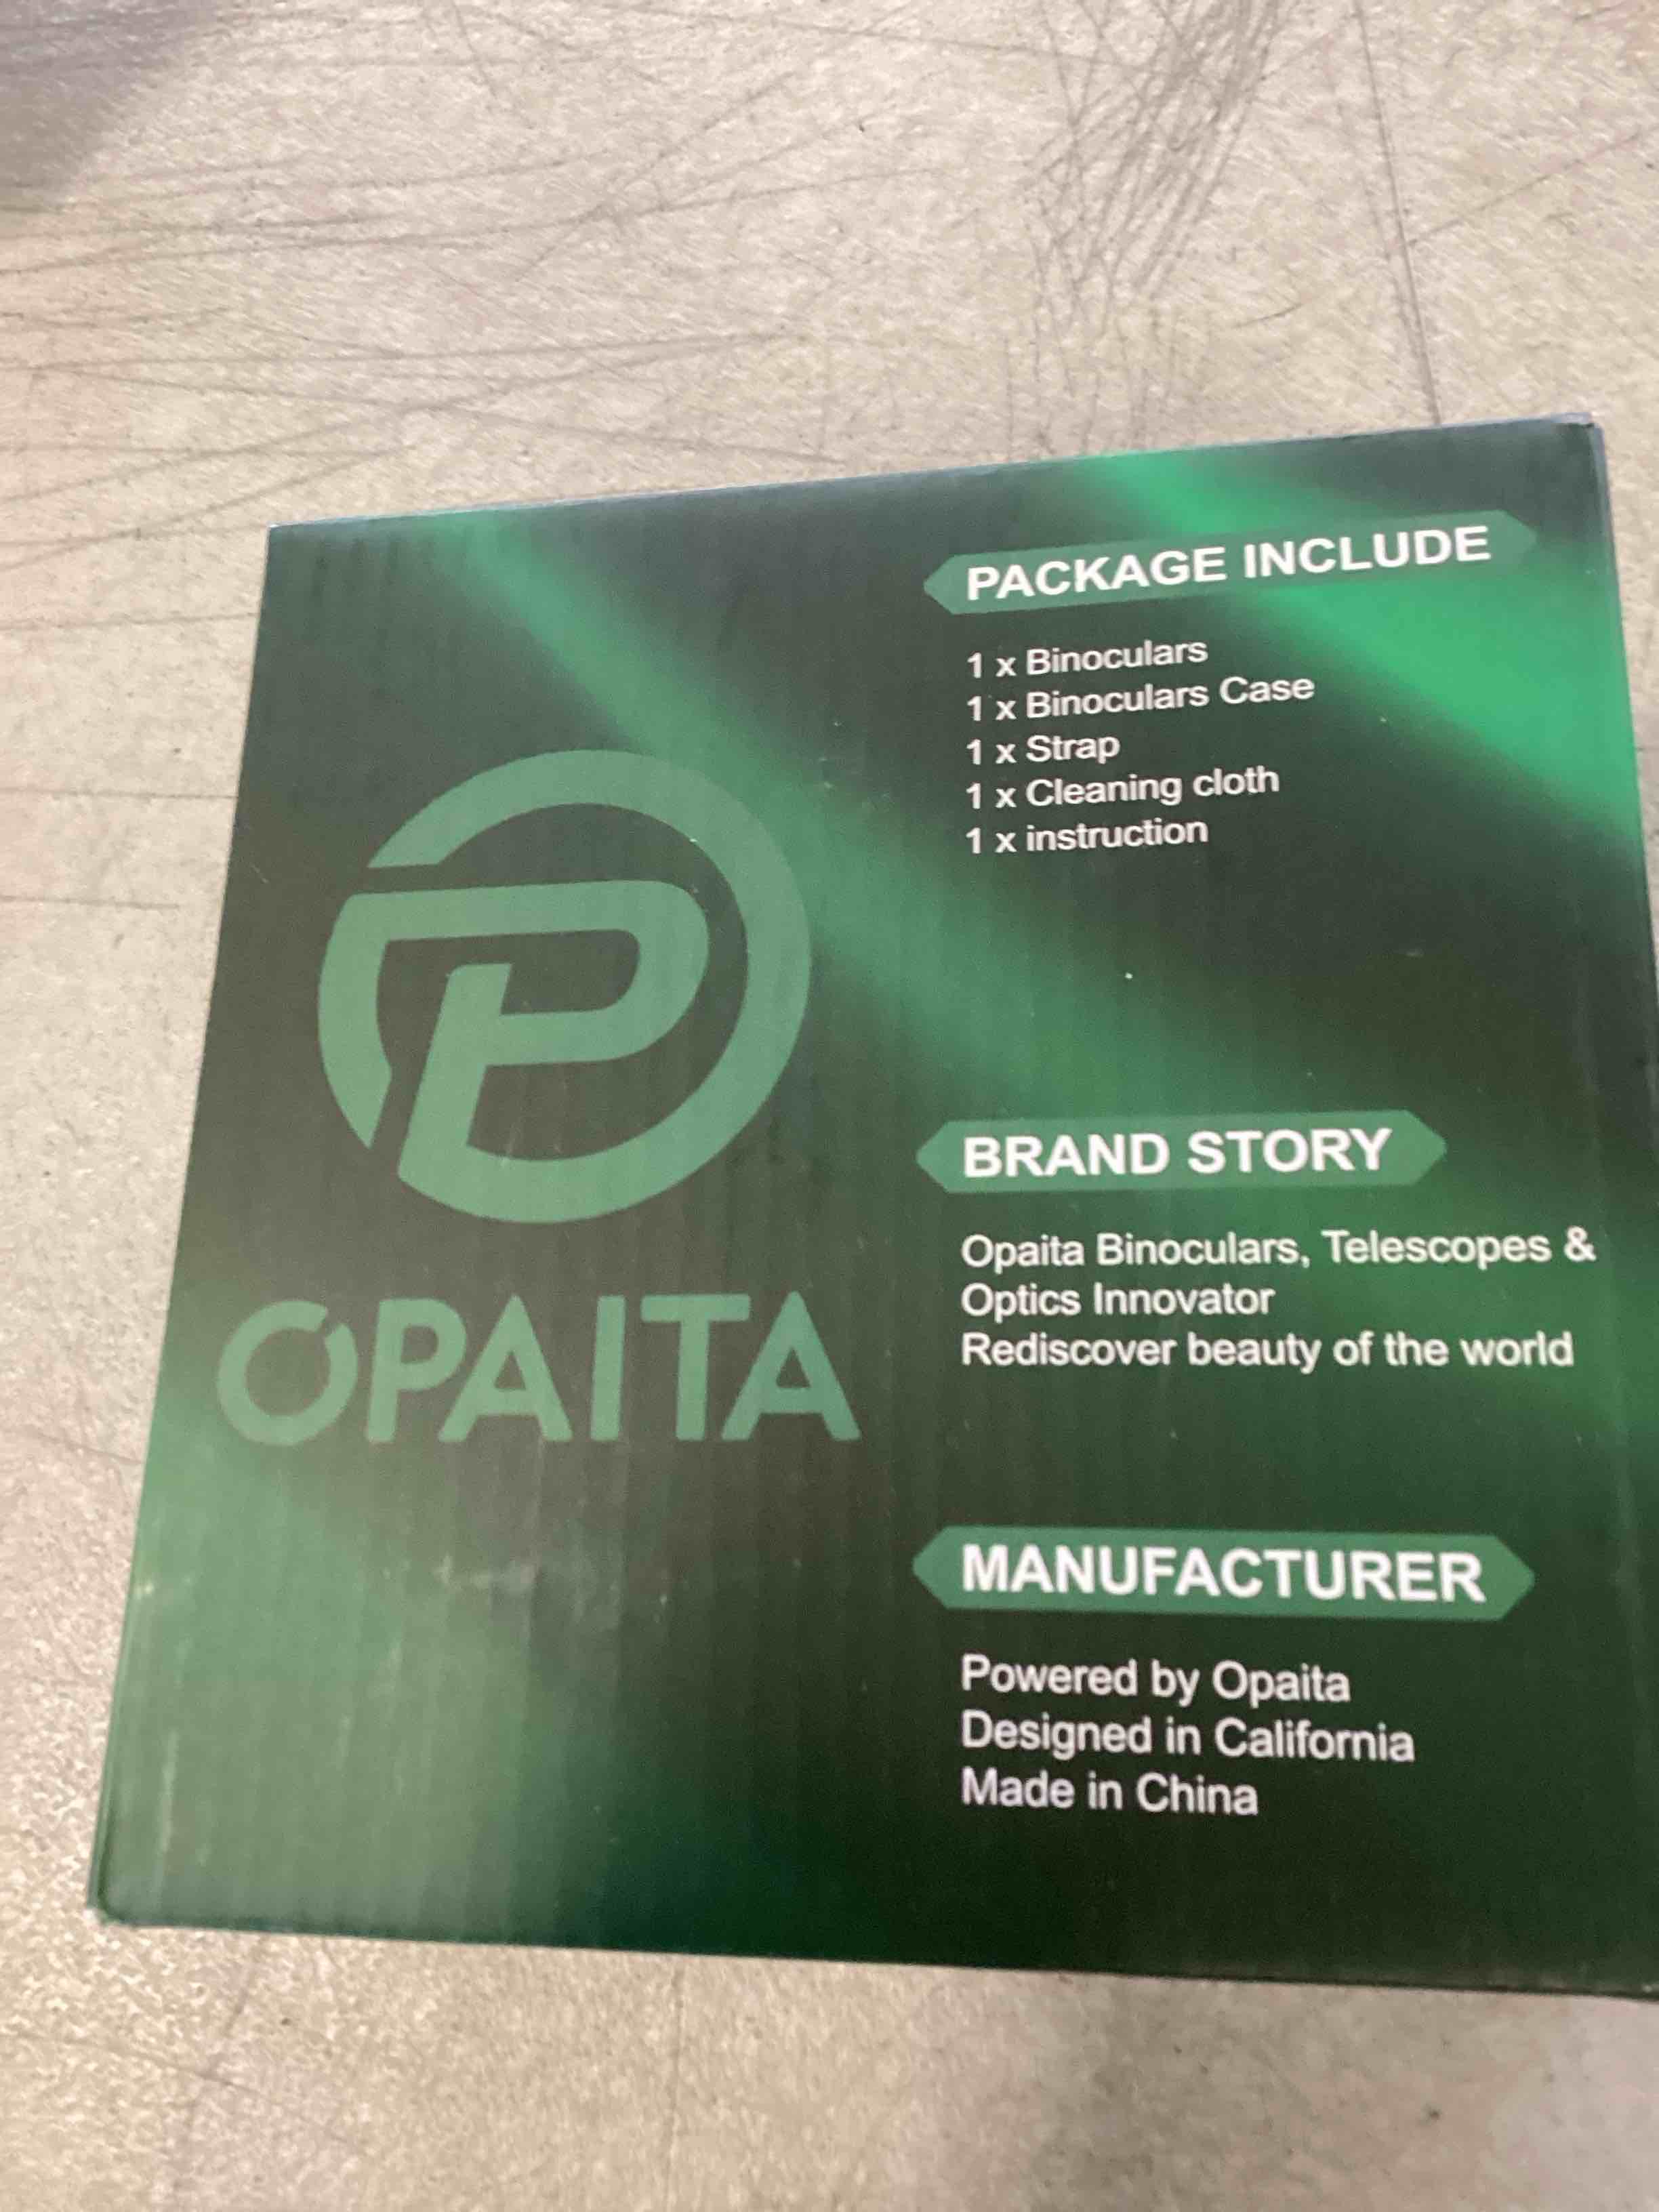 PACKAGE INCLUDE
1 x Binoculars
1 x Binoculars Case
1 x Strap
1 x Cleaning cloth
1 x instruction
OPAITA
BRAND STORY
Opaita Binoculars, Telescopes &
Optics Innovator
Rediscover beauty of the world
MANUFACTURER
Powered by Opaita
Designed in California
Made in China